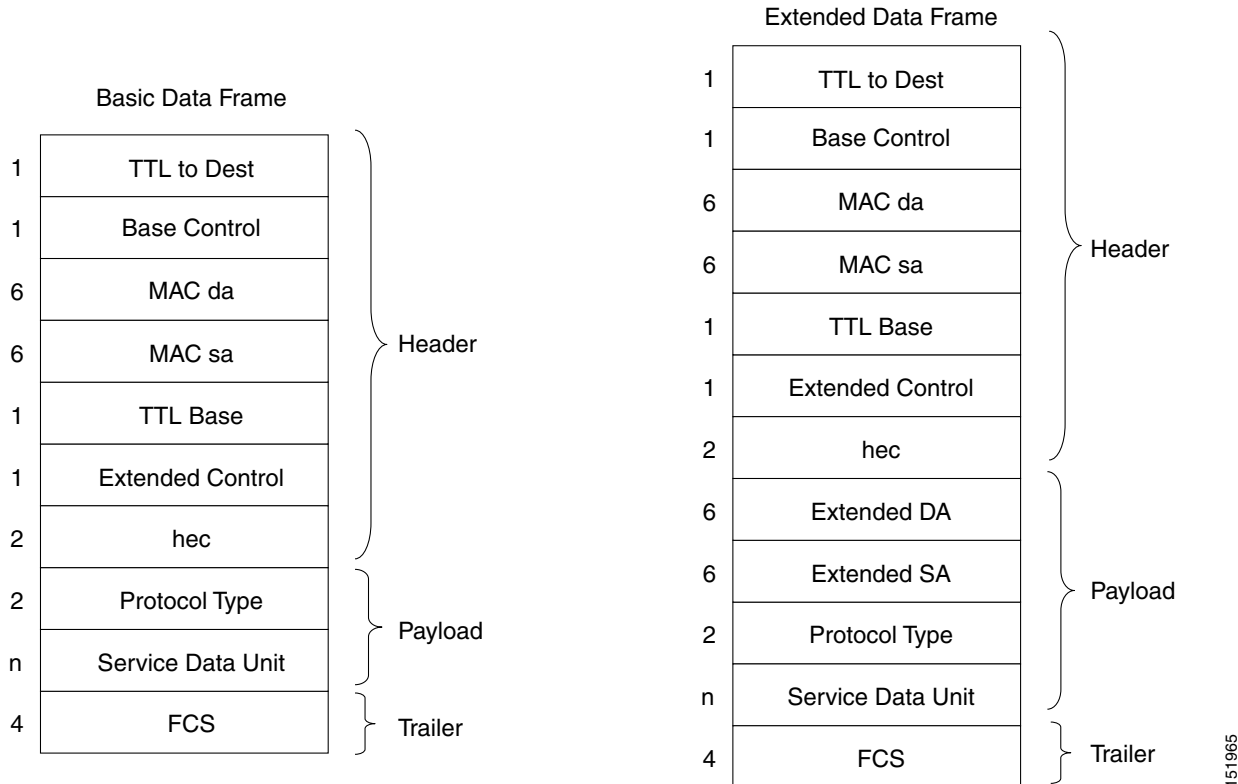 Basic Data Frame
1 TTL to Dest
1 Base Control
6 MAC da
6 MAC sa
1 TTL Base
1 Extended Control
2 hec
2 Protocol Type
n Service Data Unit
4 FCS
Header
Payload
Trailer
Extended Data Frame
1 TTL to Dest
1 Base Control
6 MAC da
6 MAC sa
1 TTL Base
1 Extended Control
2 hec
6 Extended DA
6 Extended SA
2 Protocol Type
n Service Data Unit
4 FCS
Header
Payload
Trailer
151965